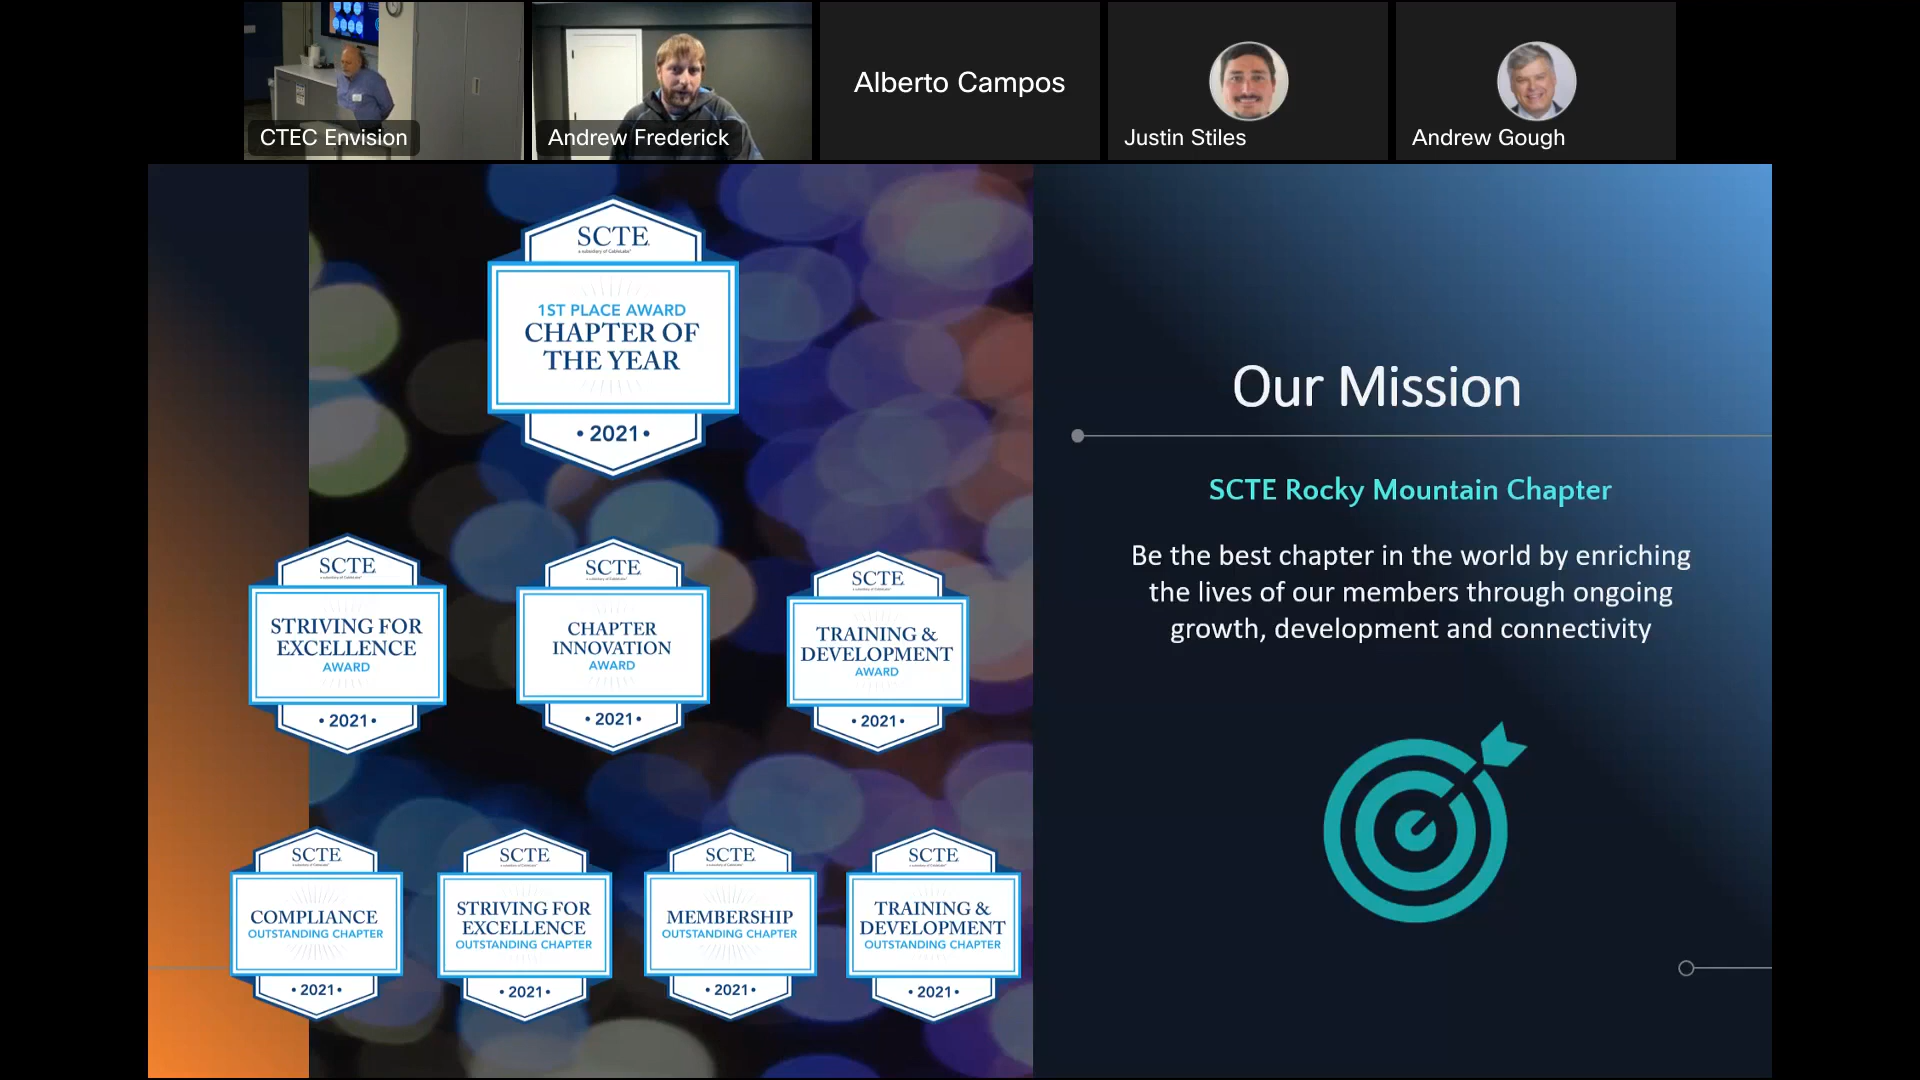 CTEC Envision
Andrew Frederick
Alberto Campos
Justin Stiles
Andrew Gough
SCTE
a subsidiary of CableLabs
1ST PLACE AWARD
CHAPTER OF
THE YEAR
• 2021 •
SCTE
STRIVING FOR
EXCELLENCE
AWARD
• 2021 •
SCTE
CHAPTER
INNOVATION
AWARD
• 2021 •
SCTE
TRAINING &
DEVELOPMENT
AWARD
• 2021 •
SCTE
COMPLIANCE
OUTSTANDING CHAPTER
• 2021 •
SCTE
STRIVING FOR
EXCELLENCE
OUTSTANDING CHAPTER
• 2021 •
SCTE
MEMBERSHIP
OUTSTANDING CHAPTER
• 2021 •
SCTE
TRAINING &
DEVELOPMENT
OUTSTANDING CHAPTER
• 2021 •
Our Mission
SCTE Rocky Mountain Chapter
Be the best chapter in the world by enriching
the lives of our members through ongoing
growth, development and connectivity